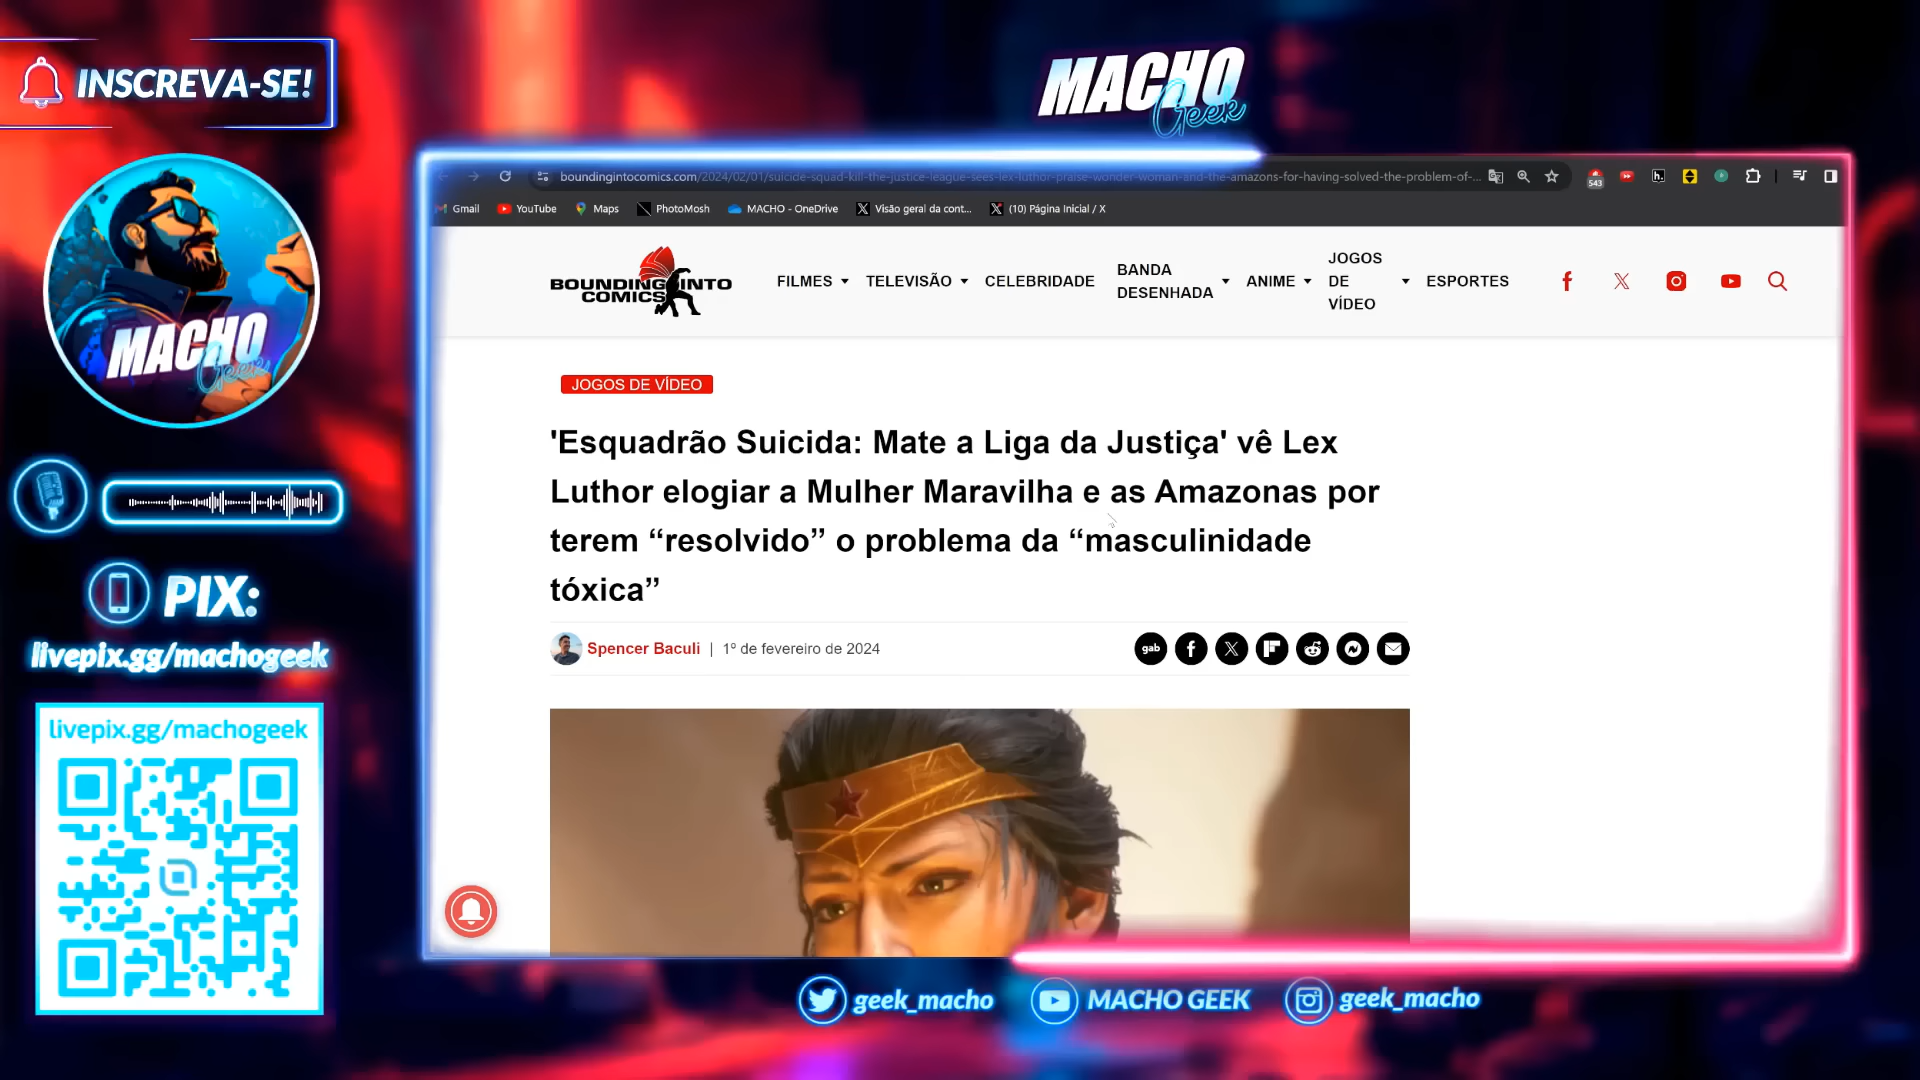 INSCREVA-SE!
MACHO
Geek
boundingintocomics.com/2024/02/01/suicide-squad-kill-the-justice-league-sees-lex-luthor-praise-wonder-woman-and-the-amazons-for-having-solved-the-problem-of-...
543
h.
Gmail
YouTube
Maps
PhotoMosh
MACHO - OneDrive
Visão geral da cont...
(10) Página Inicial / X
BOUNDING INTO
COMICS
FILMES
TELEVISÃO
CELEBRIDADE
BANDA
DESENHADA
ANIME
JOGOS
DE
VÍDEO
ESPORTES
JOGOS DE VÍDEO
'Esquadrão Suicida: Mate a Liga da Justiça' vê Lex
Luthor elogiar a Mulher Maravilha e as Amazonas por
terem “resolvido” o problema da “masculinidade
tóxica”
Spencer Baculi | 1º de fevereiro de 2024
gab
MACHO
Geek
PIX:
livepix.gg/machogeek
livepix.gg/machogeek
geek_macho
MACHO GEEK
geek_macho